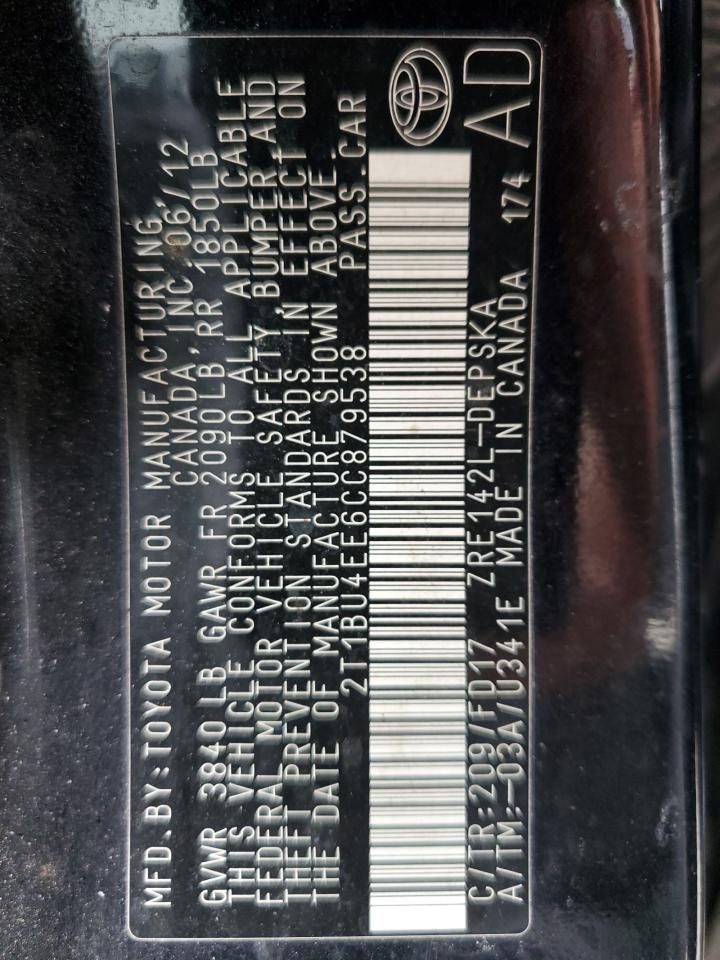 MFD.BY:TOYOTA MOTOR MANUFACTURING
CANADA, INC. 06/12
GVWR 3840 LB GAWR FR 2090LB, RR 1850LB
THIS VEHICLE CONFORMS TO ALL APPLICABLE
FEDERAL MOTOR VEHICLE SAFETY, BUMPER, AND
THEFT PREVENTION STANDARDS IN EFFECT ON
THE DATE OF MANUFACTURE SHOWN ABOVE.
2T1BU4EE6CC879538 PASS.CAR
C/TR:209/FD17 ZRE142L-DEPSKA
A/TM:-03A/U341E MADE IN CANADA 174 AD